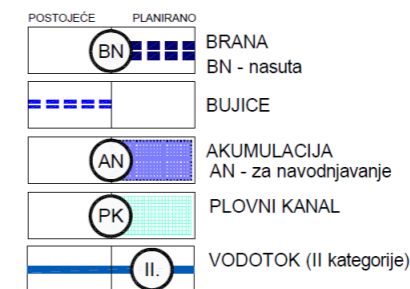 POSTOJEĆE PLANIRANO
BN BRANA
BN - nasuta
BUJICE
AN AKUMULACIJA
AN - za navodnjavanje
PK PLOVNI KANAL
II. VODOTOK (II kategorije)